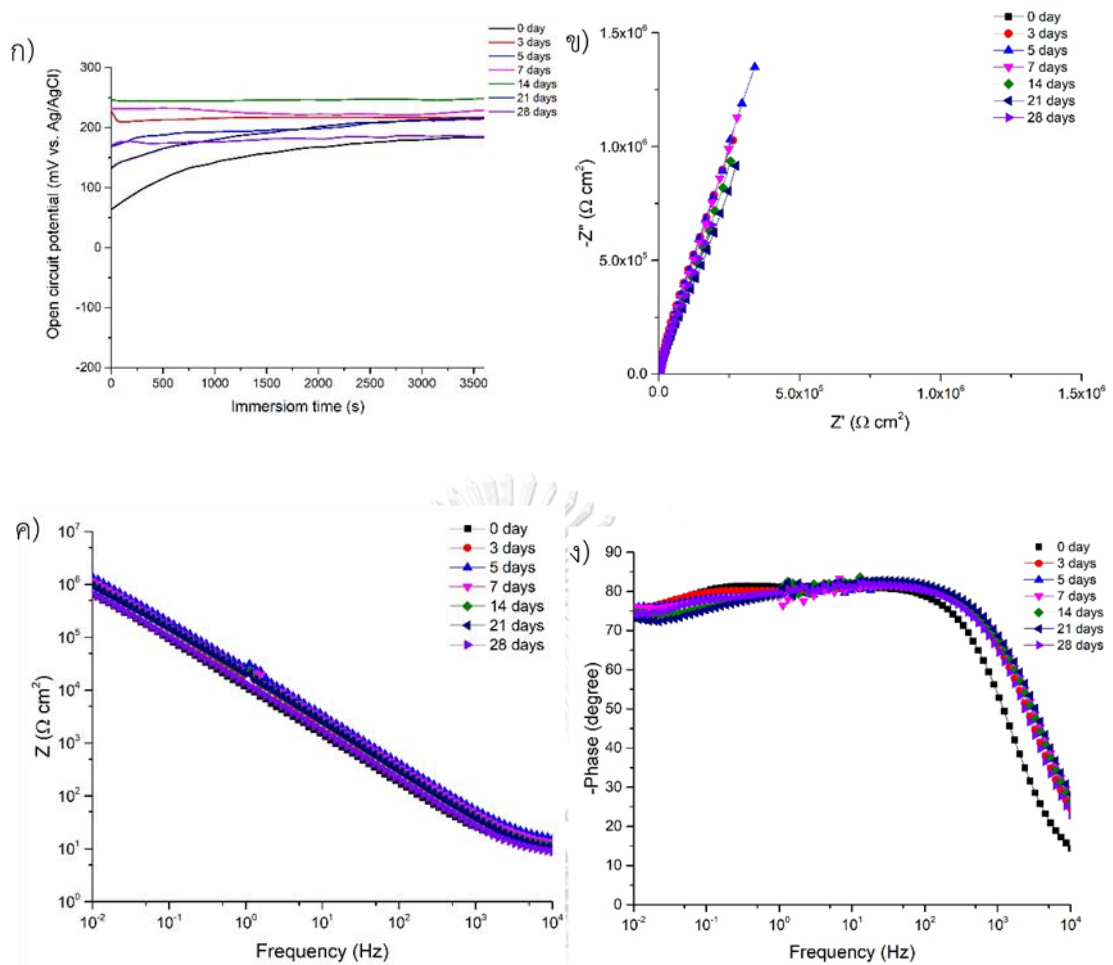 ก)
0 day
3 days
5 days
7 days
14 days
21 days
28 days
300
250
200
150
100
50
0
-100
-200
Open circuit potential (mV vs. Ag/AgCl)
0
500
1000
1500
2000
2500
3000
3500
Immersiom time (s)
ข)
0 day
3 days
5 days
7 days
14 days
21 days
28 days
1.5x10⁶
1.0x10⁶
5.0x10⁵
0.0
-Z" (Ω cm²)
0.0
5.0x10⁵
1.0x10⁶
1.5x10⁶
Z' (Ω cm²)
ค)
0 day
3 days
5 days
7 days
14 days
21 days
28 days
10⁷
10⁶
10⁵
10⁴
10³
10²
10¹
10⁰
Z (Ω cm²)
10⁻²
10⁻¹
10⁰
10¹
10²
10³
10⁴
Frequency (Hz)
ง)
0 day
3 days
5 days
7 days
14 days
21 days
28 days
90
80
70
60
50
40
30
20
10
0
-Phase (degree)
10⁻²
10⁻¹
10⁰
10¹
10²
10³
10⁴
Frequency (Hz)